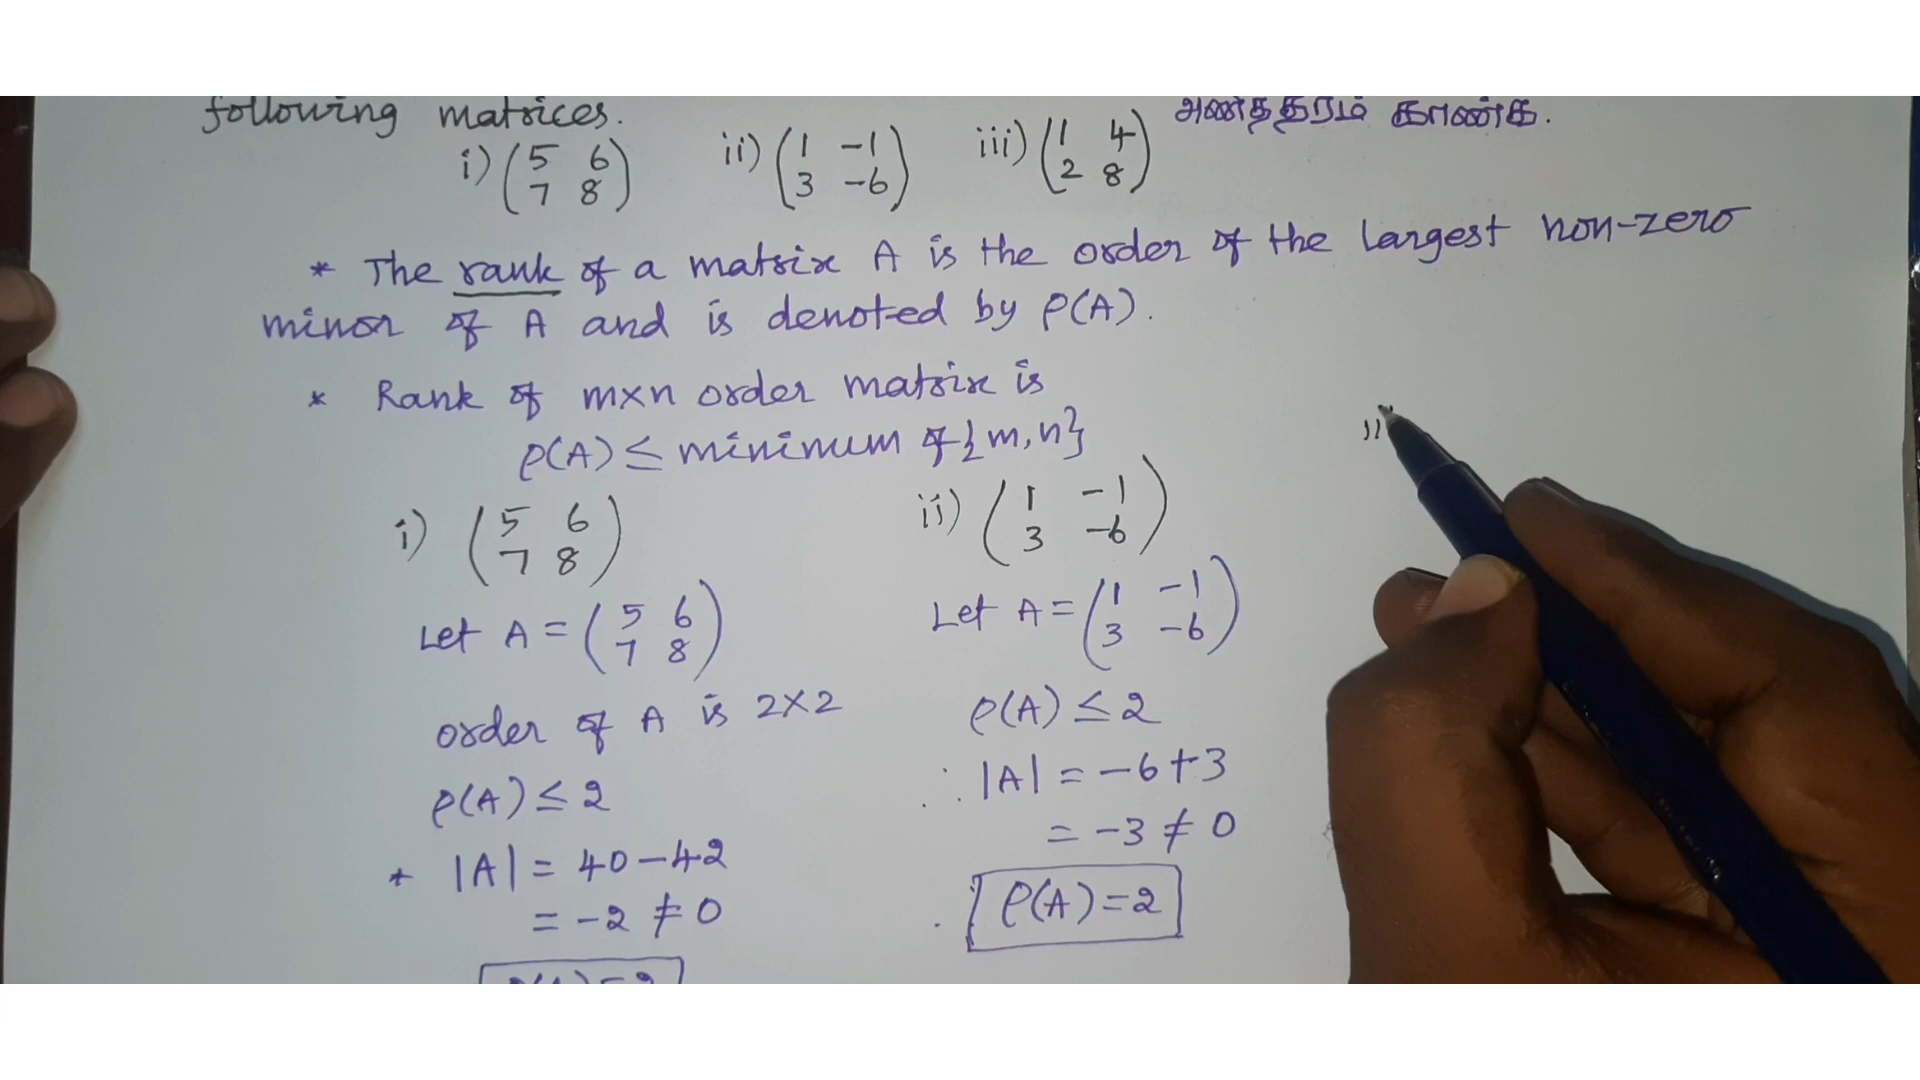 following matrices.
அணித்தரம் காண்க.
i) (5 6
7 8)
ii) (1 -1
3 -6)
iii) (1 4
2 8)
* The rank of a matrix A is the order of the largest non-zero
minor of A and is denoted by ρ(A).
* Rank of m×n order matrix is
ρ(A) ≤ minimum of {m,n}
i) (5 6
7 8)
Let A = (5 6
7 8)
order of A is 2×2
ρ(A) ≤ 2
* |A| = 40-42
= -2 ≠ 0
ρ(A)=2
ii) (1 -1
3 -6)
Let A = (1 -1
3 -6)
ρ(A) ≤ 2
∴ |A| = -6+3
= -3 ≠ 0
ρ(A)=2